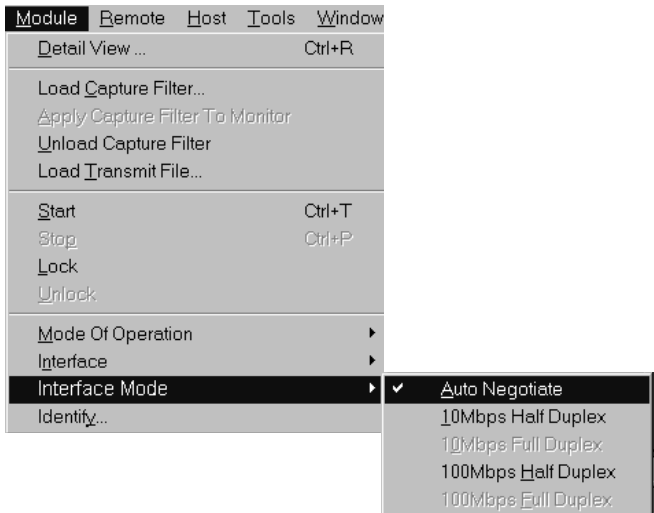 Module Remote Host Tools Window
Detail View ... Ctrl+R
Load Capture Filter...
Apply Capture Filter To Monitor
Unload Capture Filter
Load Transmit File...
Start Ctrl+T
Stop Ctrl+P
Lock
Unlock
Mode Of Operation
Interface
Interface Mode
Identify...
Auto Negotiate
10Mbps Half Duplex
10Mbps Full Duplex
100Mbps Half Duplex
100Mbps Full Duplex